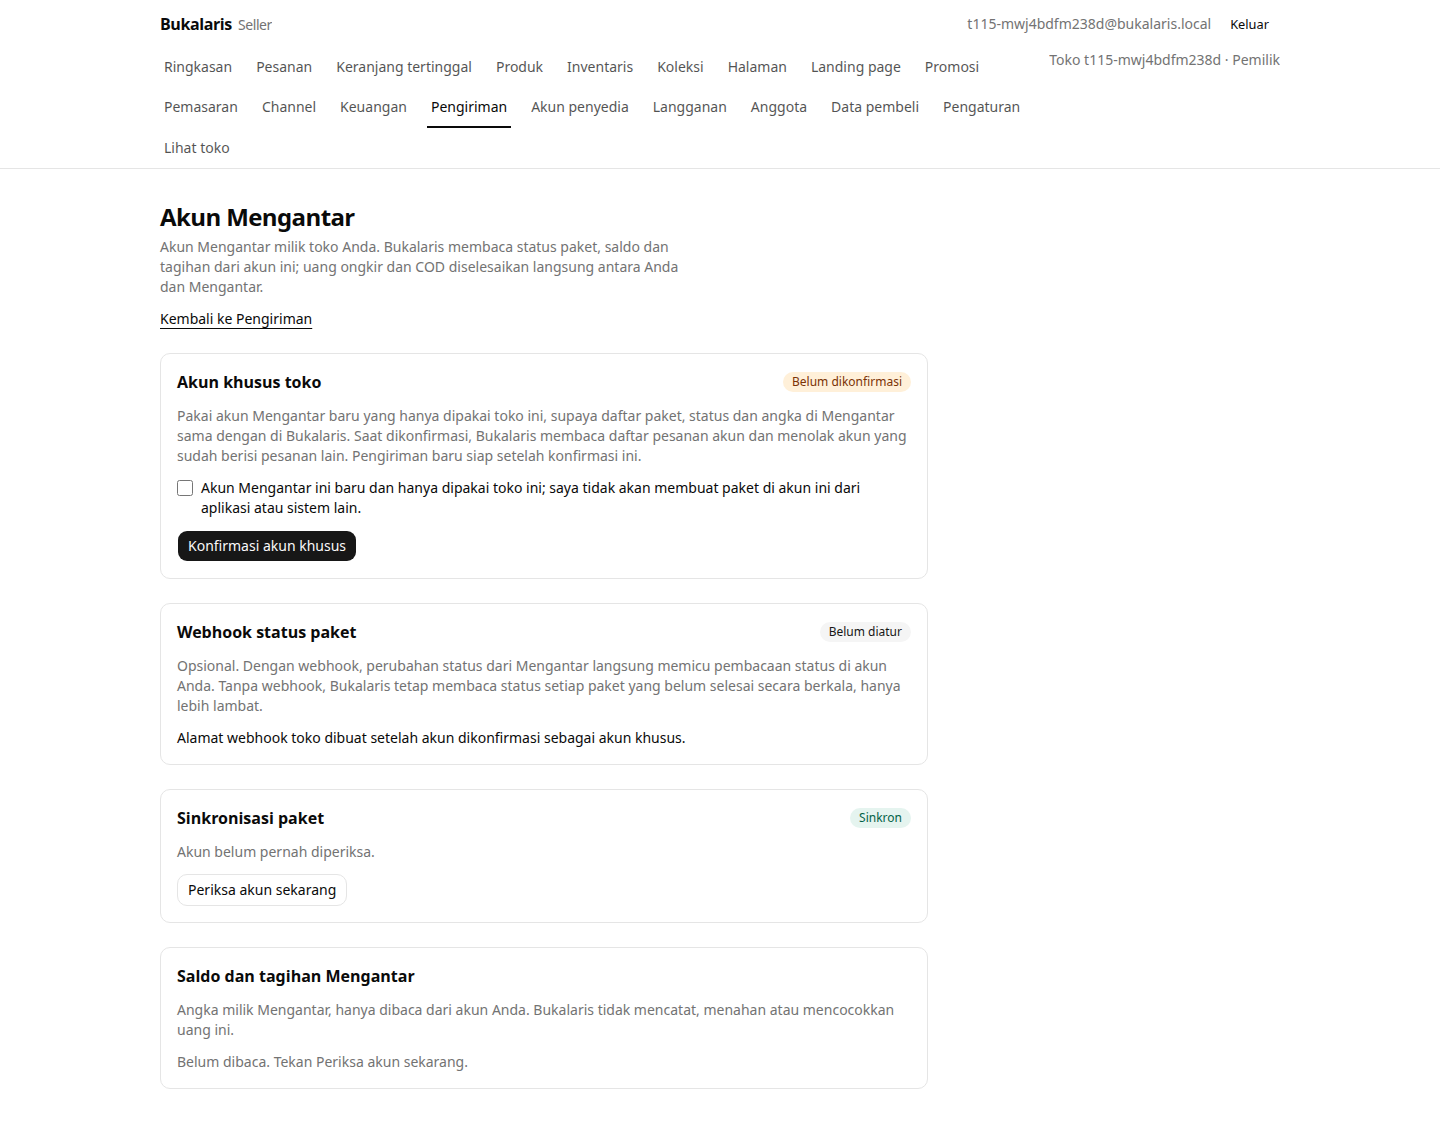 Bukalaris Seller
t115-mwj4bdfm238d@bukalaris.local Keluar
Ringkasan Pesanan Keranjang tertinggal Produk Inventaris Koleksi Halaman Landing page Promosi
Toko t115-mwj4bdfm238d · Pemilik
Pemasaran Channel Keuangan Pengiriman Akun penyedia Langganan Anggota Data pembeli Pengaturan
Lihat toko
Akun Mengantar
Akun Mengantar milik toko Anda. Bukalaris membaca status paket, saldo dan
tagihan dari akun ini; uang ongkir dan COD diselesaikan langsung antara Anda
dan Mengantar.
Kembali ke Pengiriman
Akun khusus toko
Belum dikonfirmasi
Pakai akun Mengantar baru yang hanya dipakai toko ini, supaya daftar paket, status dan angka di Mengantar
sama dengan di Bukalaris. Saat dikonfirmasi, Bukalaris membaca daftar pesanan akun dan menolak akun yang
sudah berisi pesanan lain. Pengiriman baru siap setelah konfirmasi ini.
Akun Mengantar ini baru dan hanya dipakai toko ini; saya tidak akan membuat paket di akun ini dari
aplikasi atau sistem lain.
Konfirmasi akun khusus
Webhook status paket
Belum diatur
Opsional. Dengan webhook, perubahan status dari Mengantar langsung memicu pembacaan status di akun
Anda. Tanpa webhook, Bukalaris tetap membaca status setiap paket yang belum selesai secara berkala, hanya
lebih lambat.
Alamat webhook toko dibuat setelah akun dikonfirmasi sebagai akun khusus.
Sinkronisasi paket
Sinkron
Akun belum pernah diperiksa.
Periksa akun sekarang
Saldo dan tagihan Mengantar
Angka milik Mengantar, hanya dibaca dari akun Anda. Bukalaris tidak mencatat, menahan atau mencocokkan
uang ini.
Belum dibaca. Tekan Periksa akun sekarang.